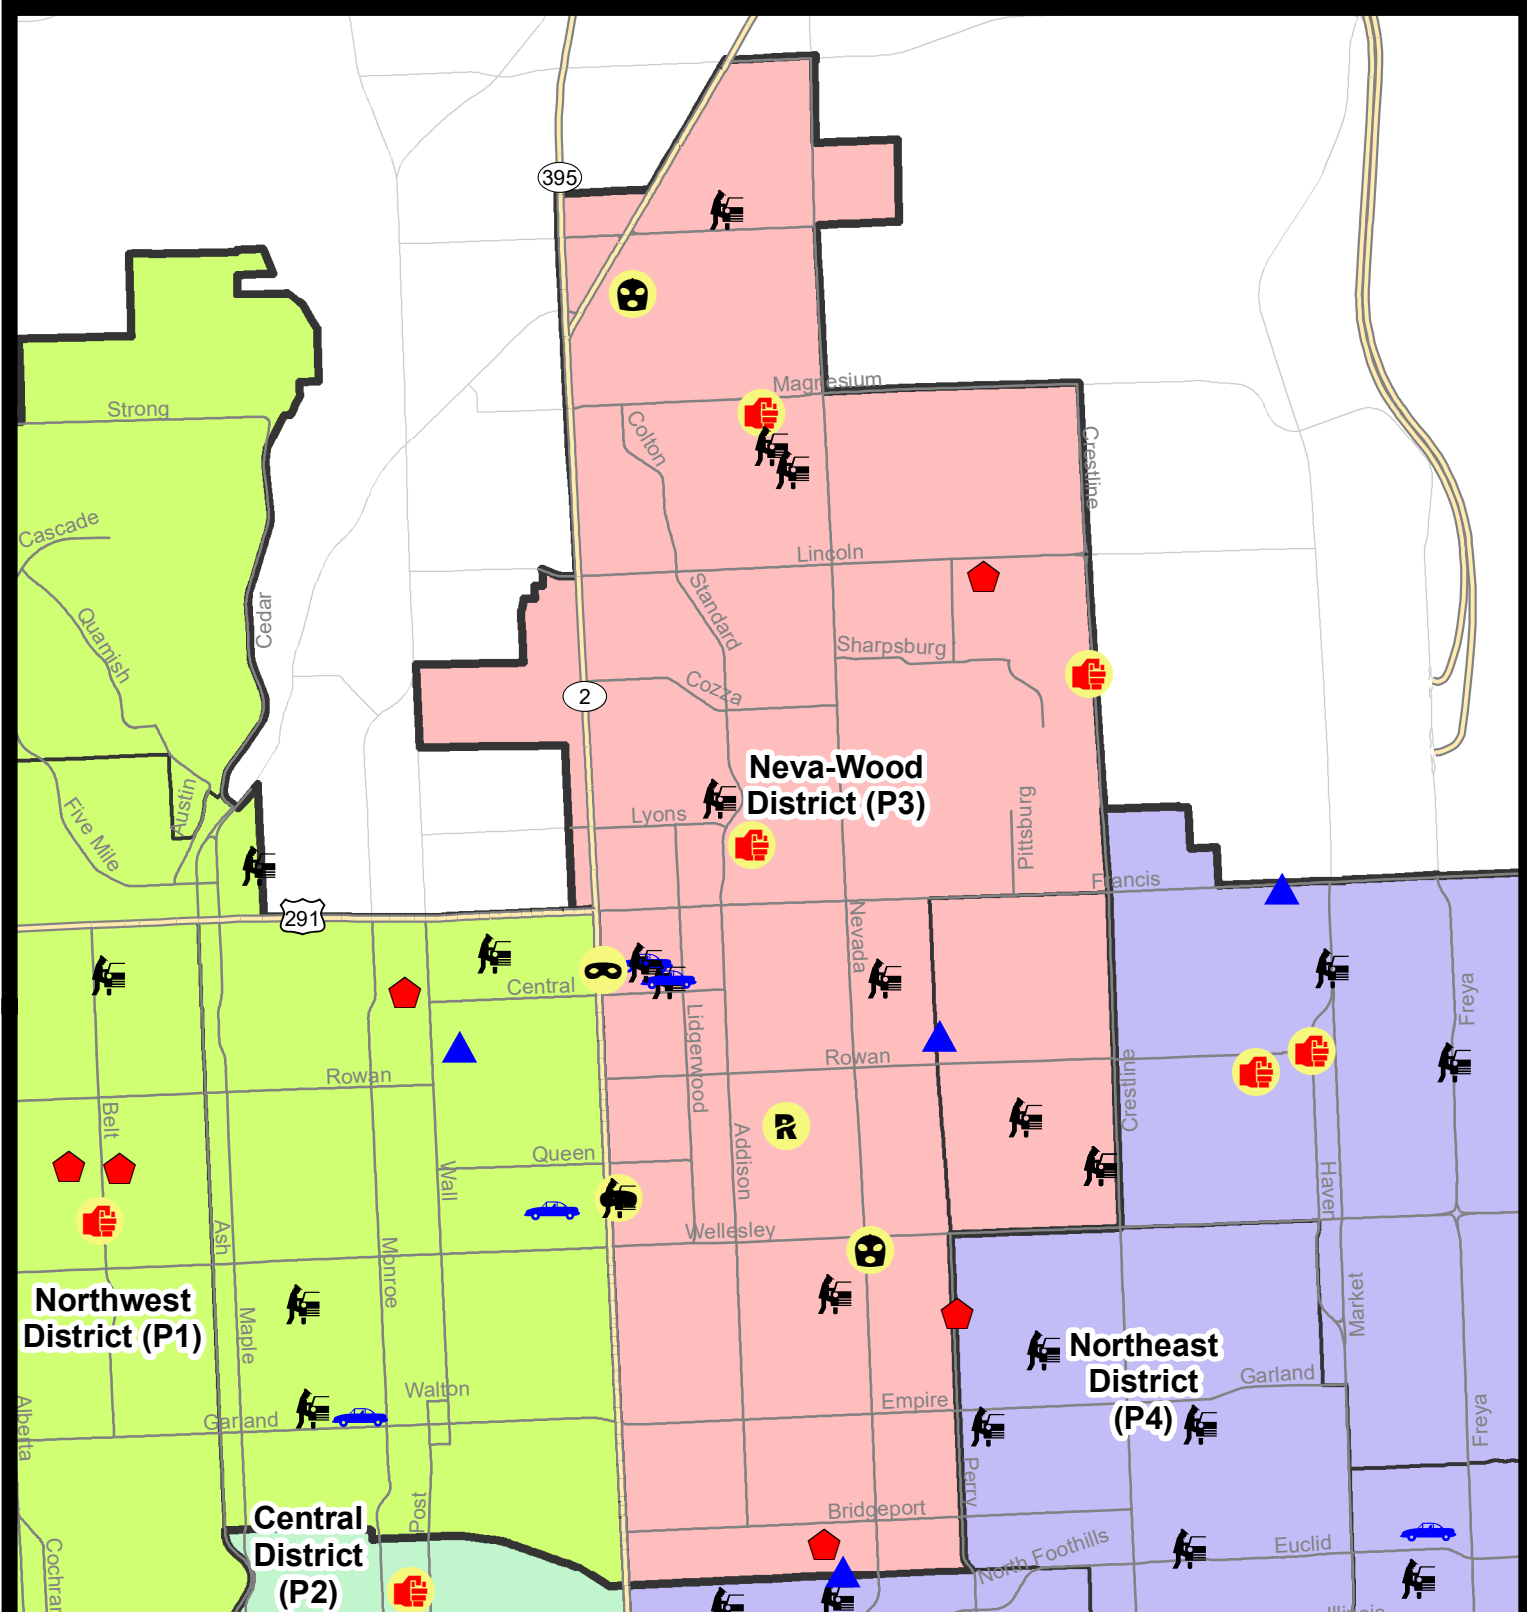 395
Magnesium
Strong
Colton
Crestline
Cascade
Lincoln
Standard
Quamish
Cedar
Sharpsburg
Cozza
2
Neva-Wood
District (P3)
Austin
Five Mile
Lyons
Pittsburg
Francis
291
Nevada
Central
Freya
Lidgerwood
Rowan
Rowan
Crestline
Belt
Addison
Queen
Wall
Haven
Ash
Wellesley
Monroe
Northwest
District (P1)
Maple
Market
Northeast
District
(P4)
Walton
Garland
Garland
Empire
Alberta
Freya
Perry
Post
Bridgeport
Central
District
(P2)
North Foothills
Euclid
Cochran
Illinois